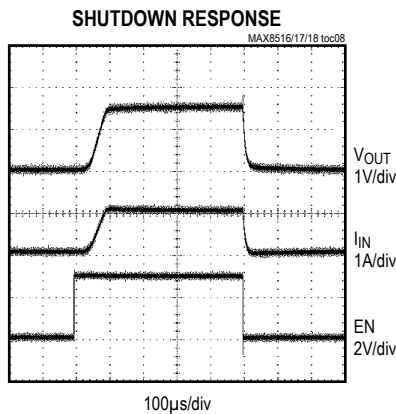 SHUTDOWN RESPONSE
MAX8516/17/18 toc08
VOUT
1V/div
IIN
1A/div
EN
2V/div
100µs/div